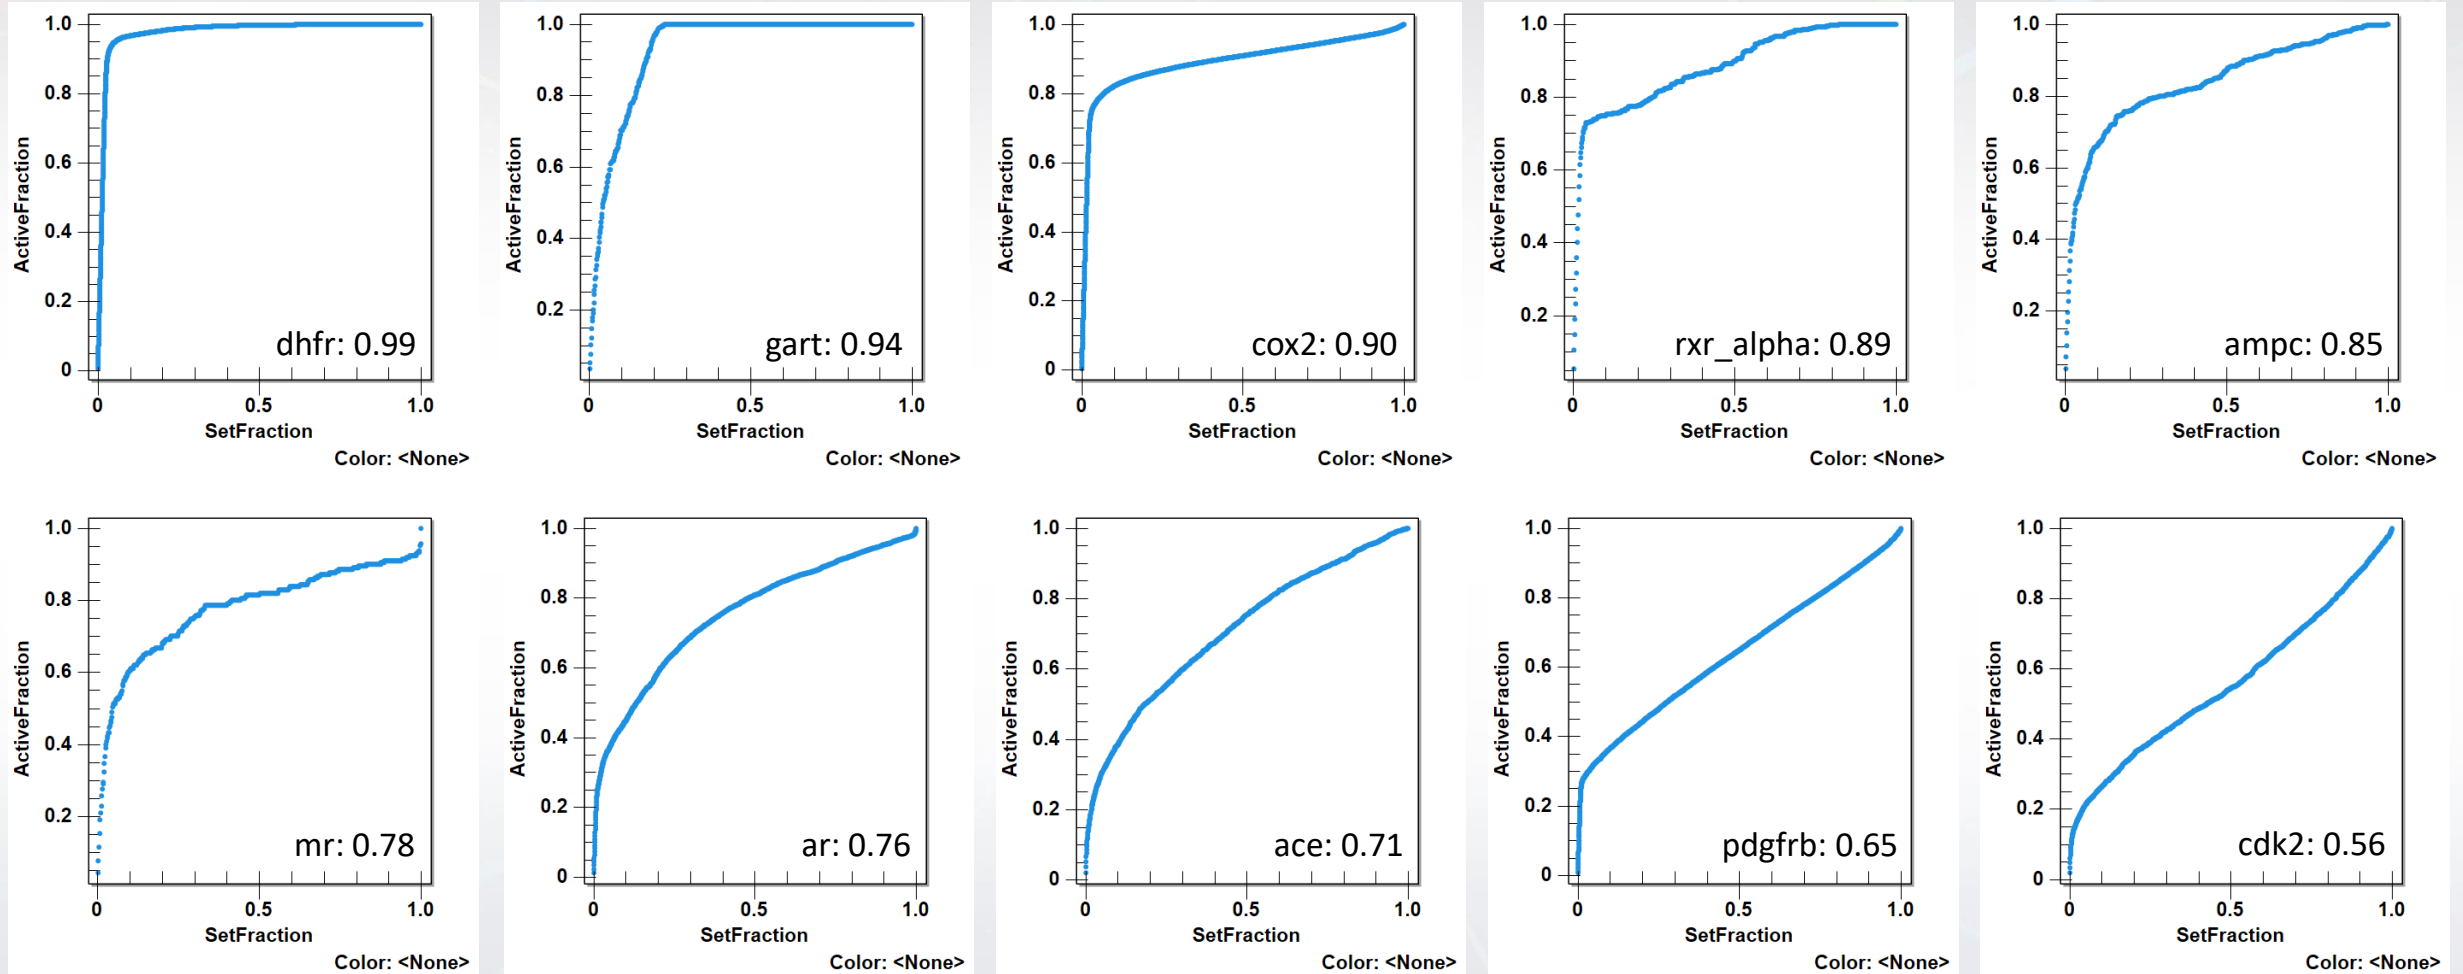 1.0
0.8
0.6
0.4
0.2
0
ActiveFraction
dhfr: 0.99
0 0.5 1.0
SetFraction
Color: <None>
1.0
0.8
0.6
0.4
0.2
ActiveFraction
gart: 0.94
0 0.5 1.0
SetFraction
Color: <None>
1.0
0.8
0.6
0.4
0.2
0
ActiveFraction
cox2: 0.90
0 0.5 1.0
SetFraction
Color: <None>
1.0
0.8
0.6
0.4
0.2
ActiveFraction
rxr_alpha: 0.89
0 0.5 1.0
SetFraction
Color: <None>
1.0
0.8
0.6
0.4
0.2
ActiveFraction
ampc: 0.85
0 0.5 1.0
SetFraction
Color: <None>
1.0
0.8
0.6
0.4
0.2
ActiveFraction
mr: 0.78
0 0.5 1.0
SetFraction
Color: <None>
1.0
0.8
0.6
0.4
0.2
0
ActiveFraction
ar: 0.76
0 0.5 1.0
SetFraction
Color: <None>
1.0
0.8
0.6
0.4
0.2
0
ActiveFraction
ace: 0.71
0 0.5 1.0
SetFraction
Color: <None>
1.0
0.8
0.6
0.4
0.2
0
ActiveFraction
pdgfrb: 0.65
0 0.5 1.0
SetFraction
Color: <None>
1.0
0.8
0.6
0.4
0.2
0
ActiveFraction
cdk2: 0.56
0 0.5 1.0
SetFraction
Color: <None>